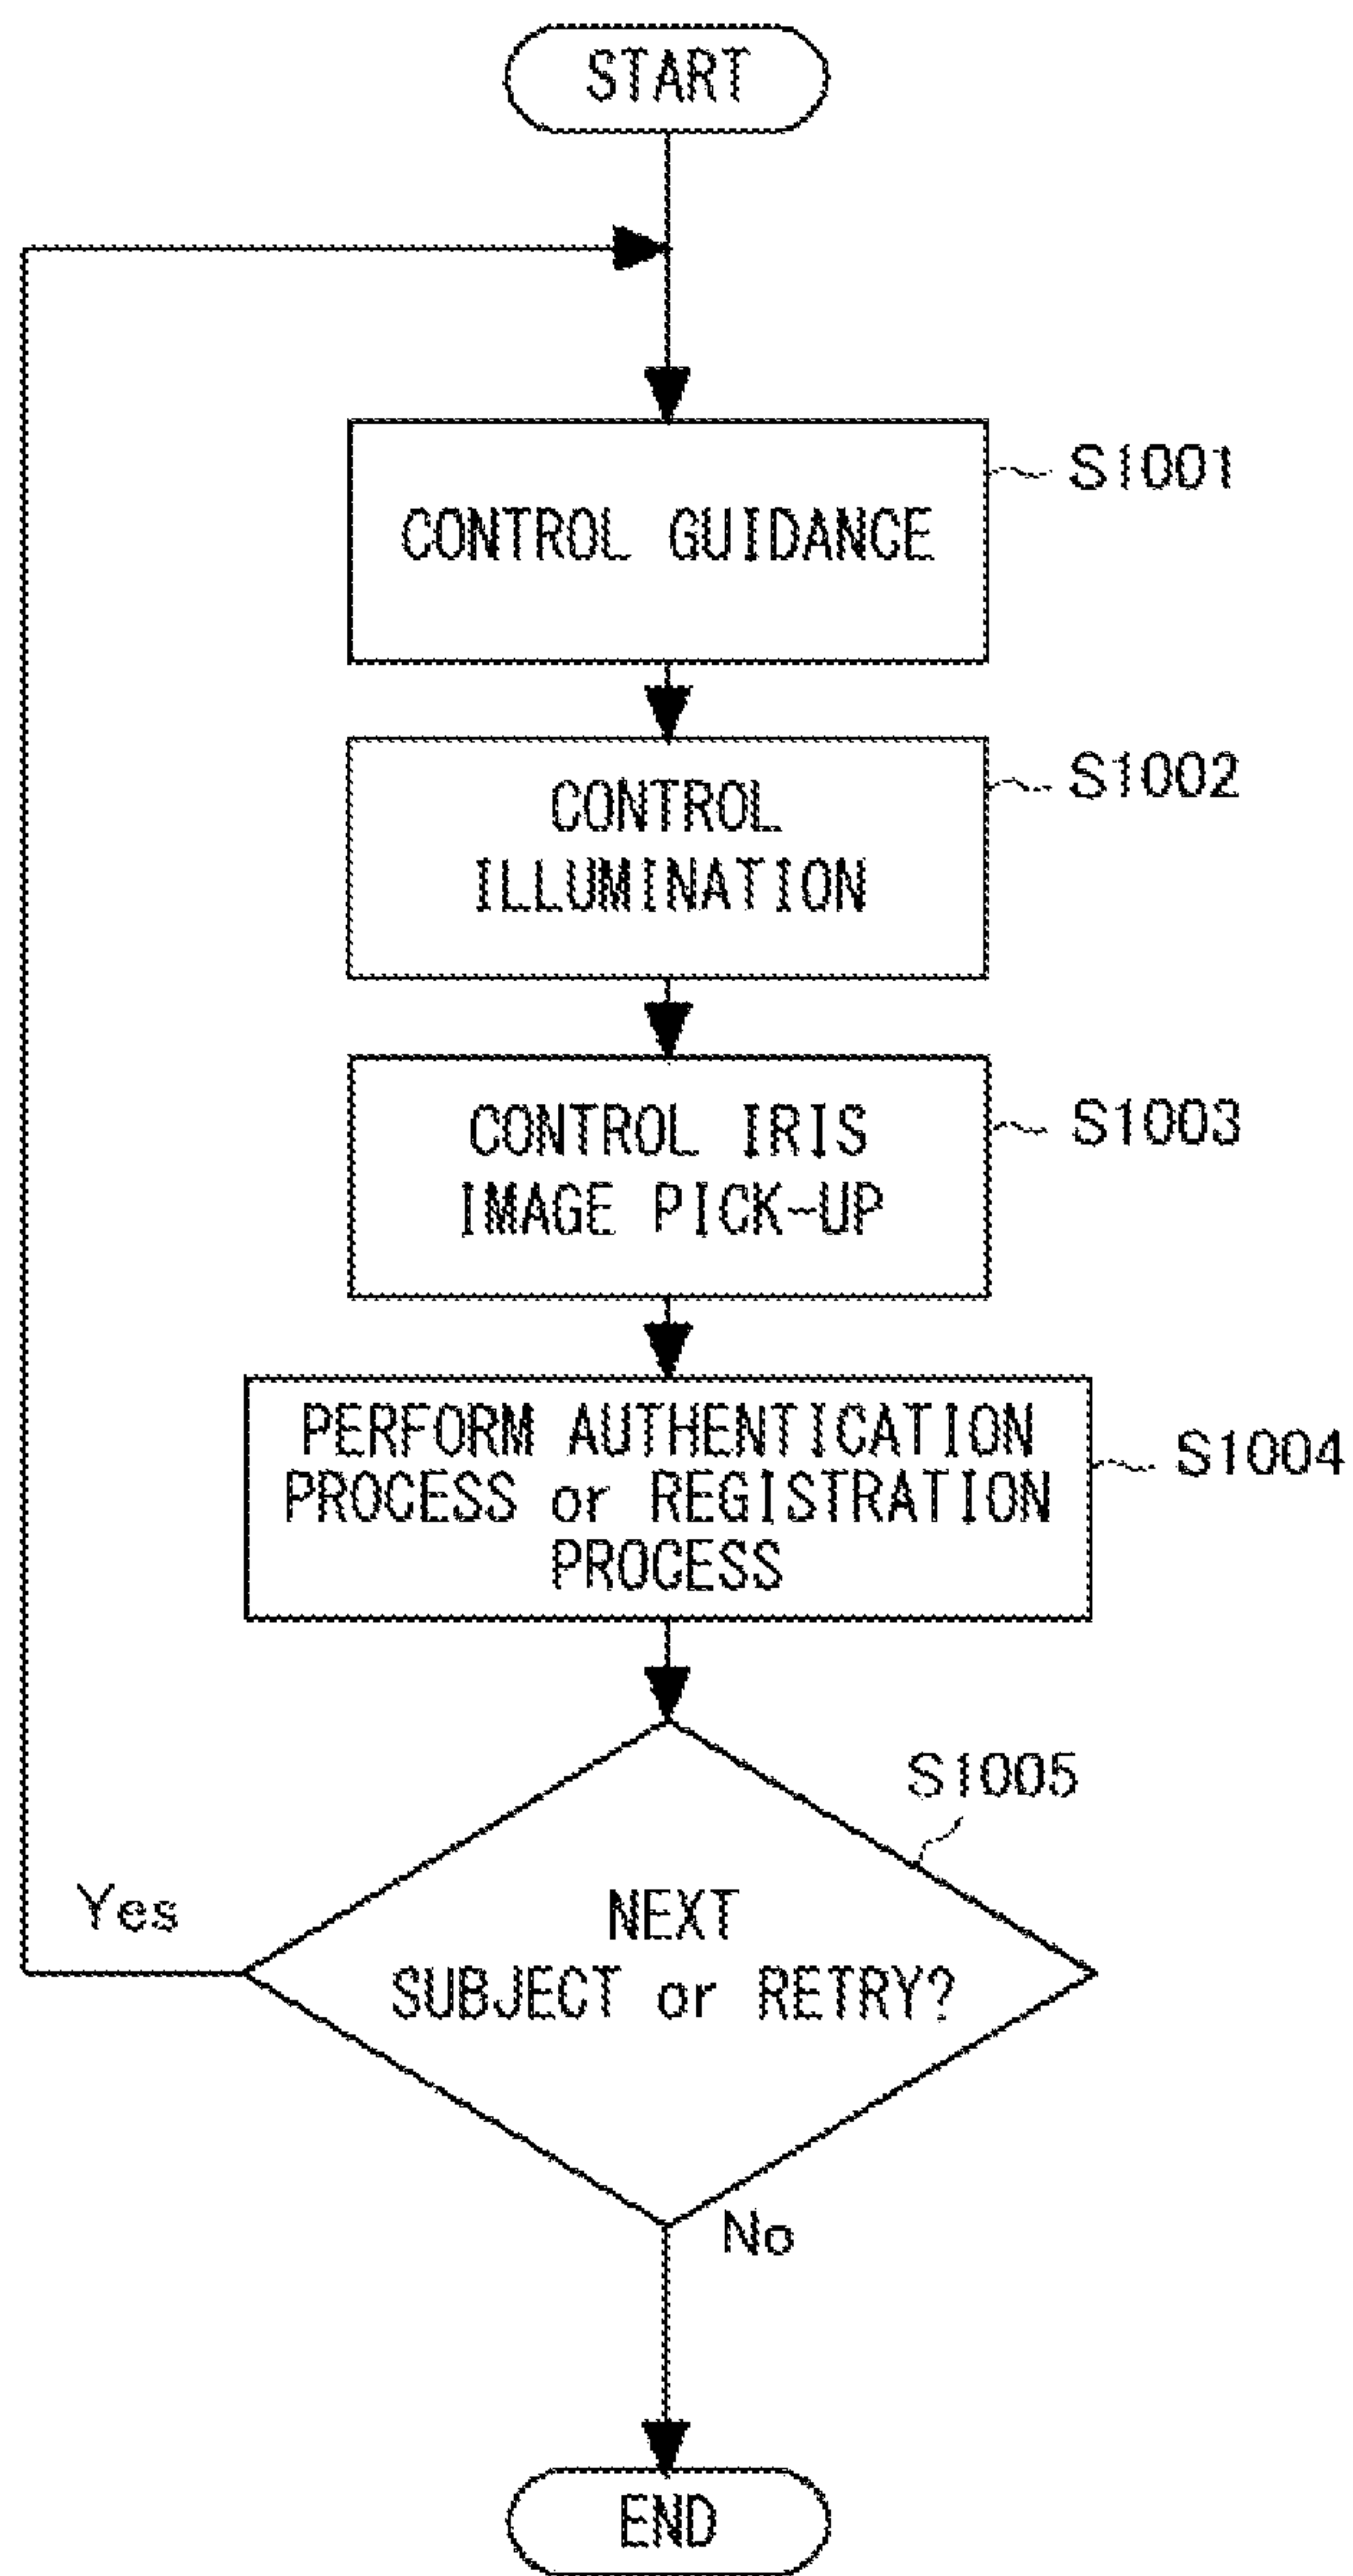 START
CONTROL GUIDANCE
S1001
CONTROL
ILLUMINATION
S1002
CONTROL IRIS
IMAGE PICK-UP
S1003
PERFORM AUTHENTICATION
PROCESS or REGISTRATION
PROCESS
S1004
S1005
NEXT
SUBJECT or RETRY?
Yes
No
END